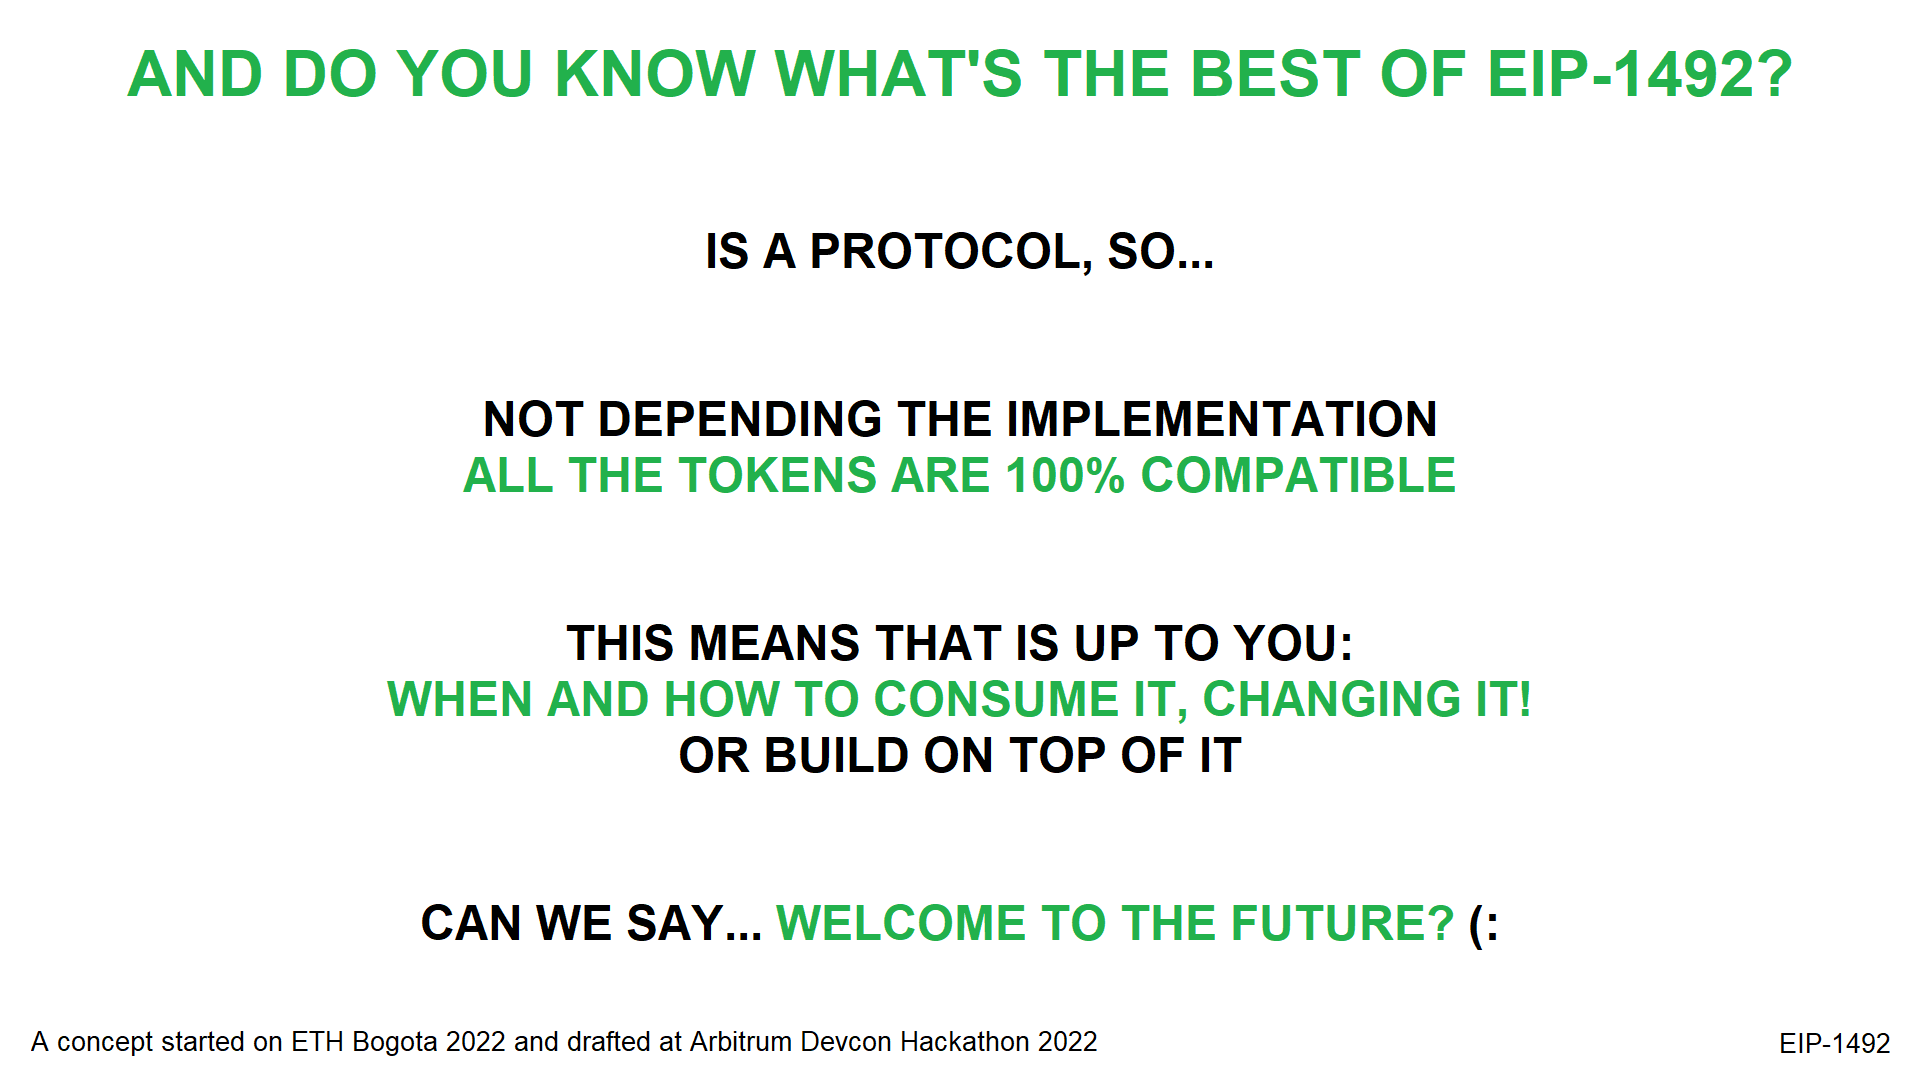 AND DO YOU KNOW WHAT'S THE BEST OF EIP-1492?
IS A PROTOCOL, SO...
NOT DEPENDING THE IMPLEMENTATION
ALL THE TOKENS ARE 100% COMPATIBLE
THIS MEANS THAT IS UP TO YOU:
WHEN AND HOW TO CONSUME IT, CHANGING IT!
OR BUILD ON TOP OF IT
CAN WE SAY... WELCOME TO THE FUTURE? (:
A concept started on ETH Bogota 2022 and drafted at Arbitrum Devcon Hackathon 2022
EIP-1492